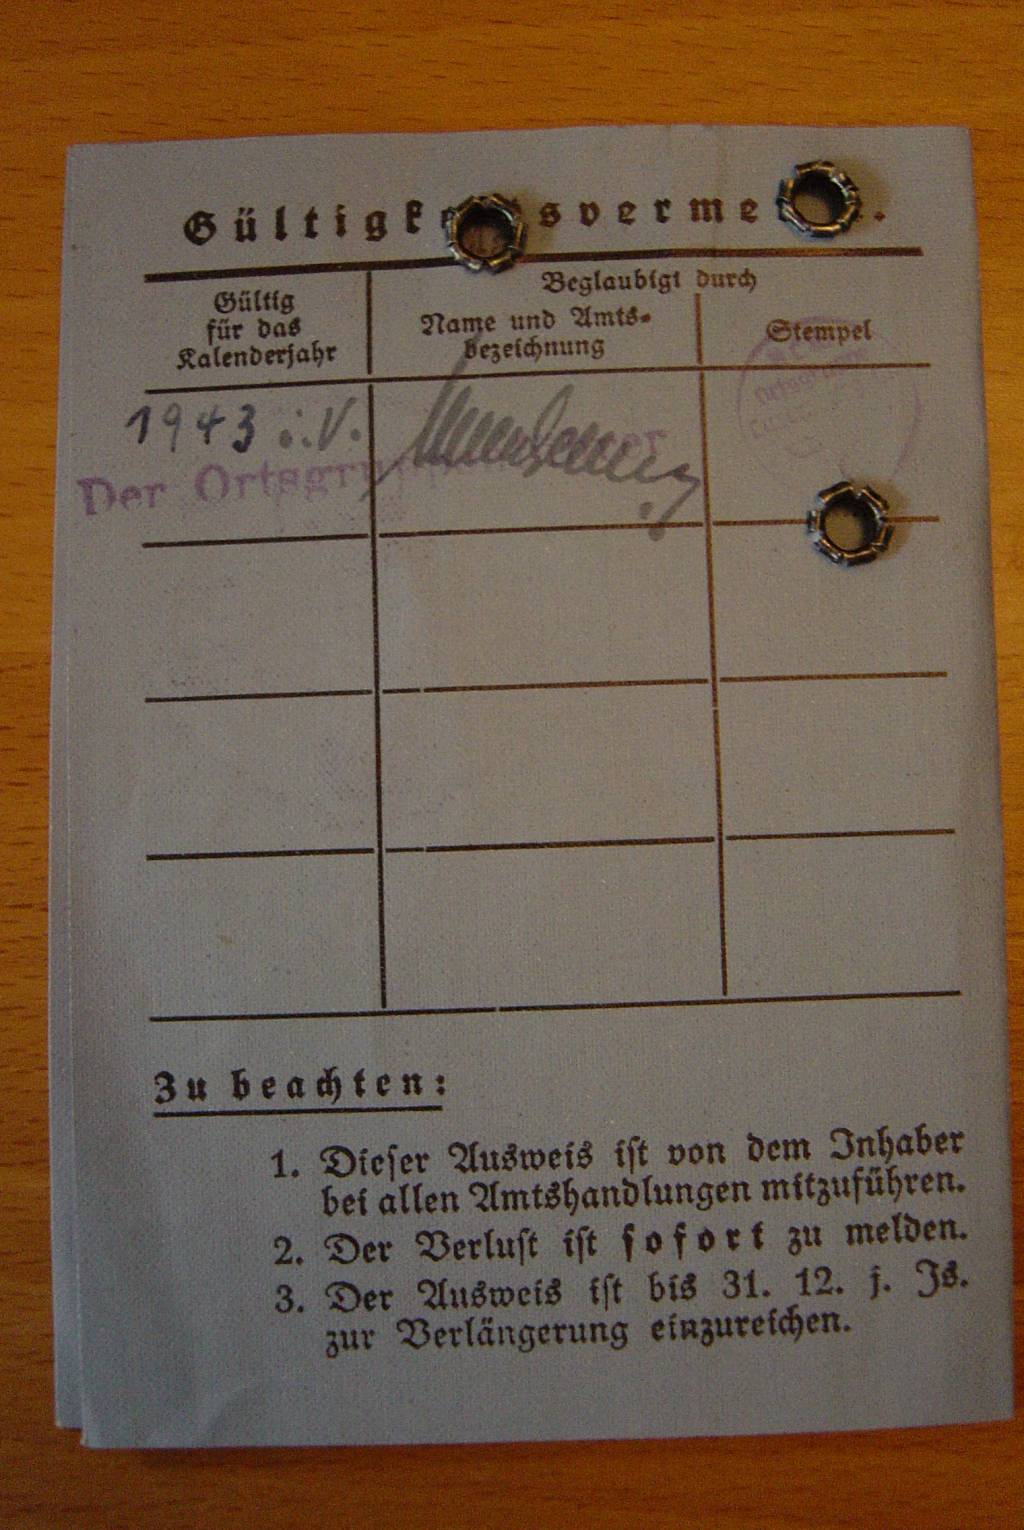 Gültigkeitsvermerk.
Gültig
für das
Kalenderjahr
Beglaubigt durch
Name und Amts-
bezeichnung
Stempel
1943 i.V.
Der Ortsgruppenleiter
Zu beachten:
1. Dieser Ausweis ist von dem Inhaber
bei allen Amtshandlungen mitzuführen.
2. Der Verlust ist sofort zu melden.
3. Der Ausweis ist bis 31. 12. j. Js.
zur Verlängerung einzureichen.